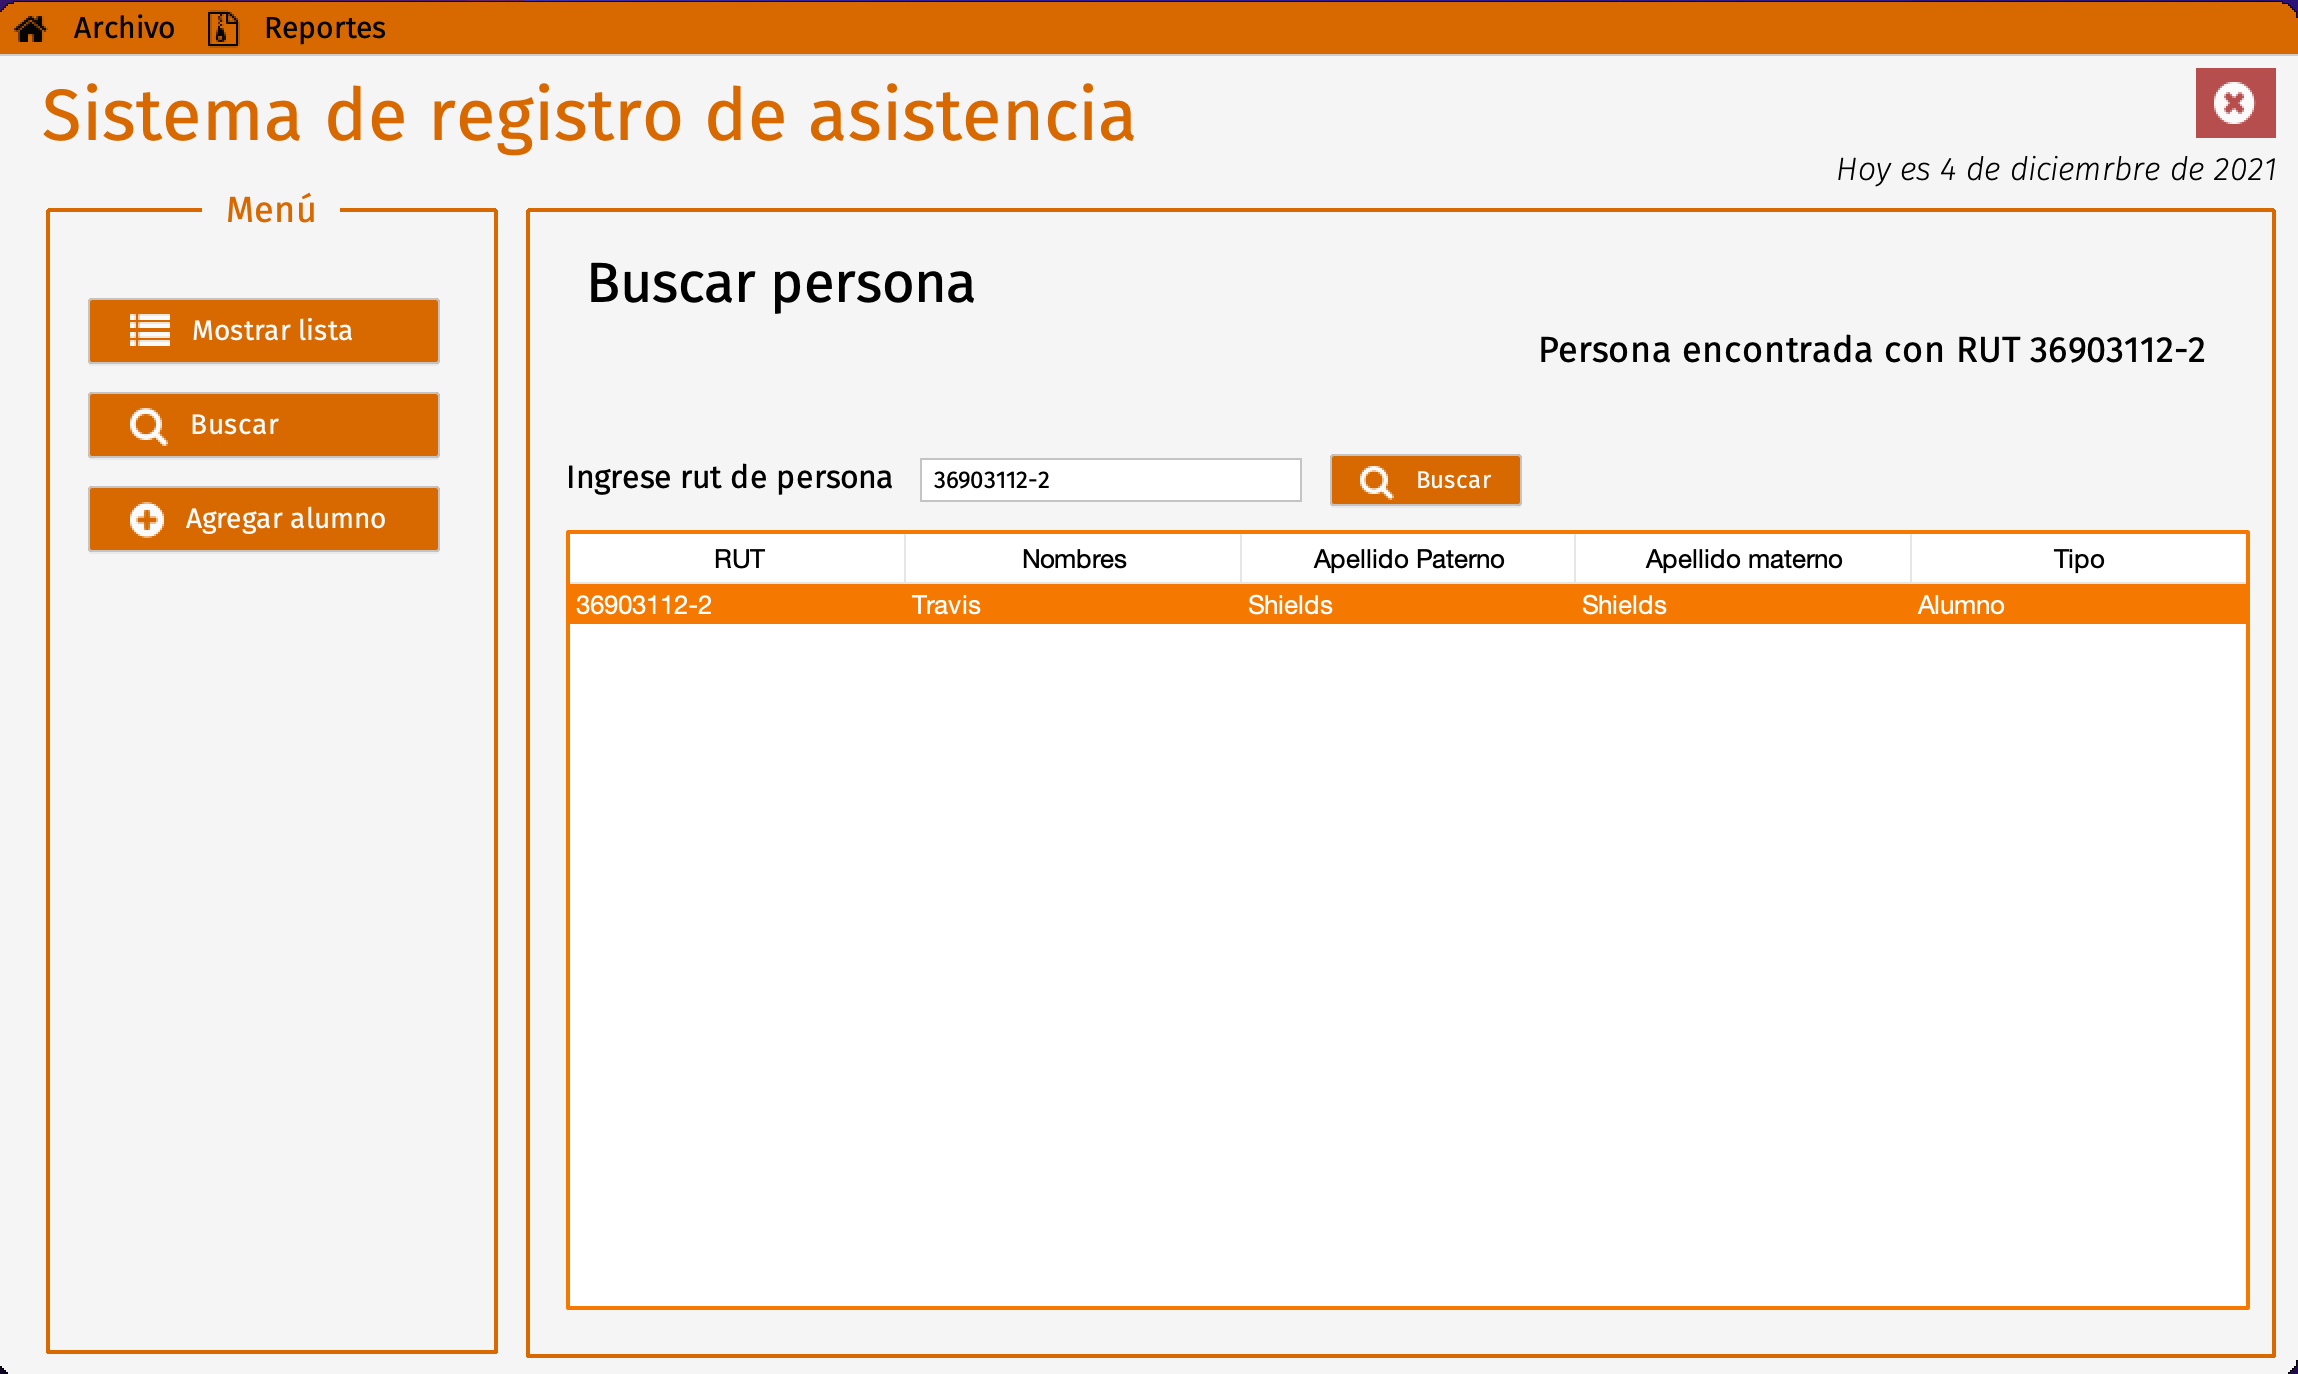 Archivo Reportes
Sistema de registro de asistencia
Hoy es 4 de diciemrbre de 2021
Menú
Mostrar lista
Buscar
Agregar alumno
Buscar persona
Persona encontrada con RUT 36903112-2
Ingrese rut de persona 36903112-2 Buscar
RUT Nombres Apellido Paterno Apellido materno Tipo
36903112-2 Travis Shields Shields Alumno